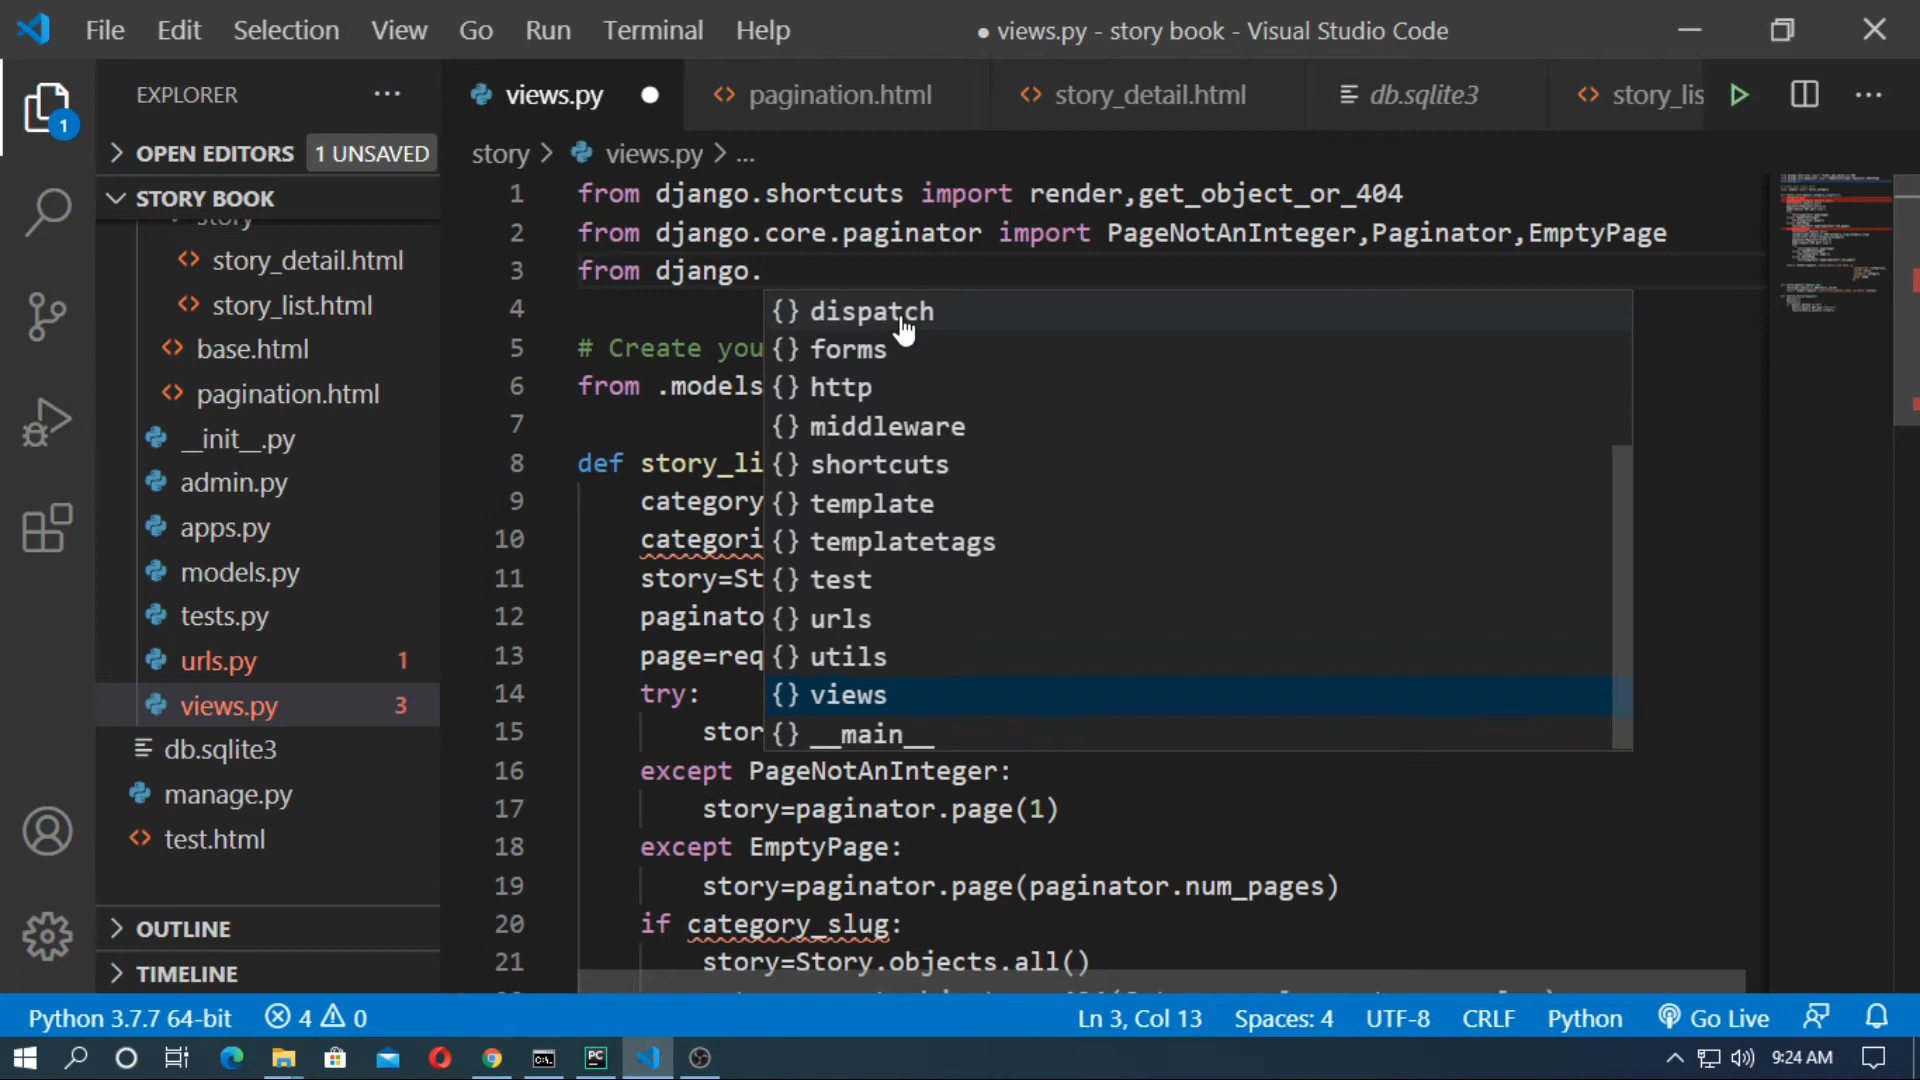 File Edit Selection View Go Run Terminal Help ● views.py - story book - Visual Studio Code
EXPLORER ···
views.py ● pagination.html story_detail.html db.sqlite3 story_lis
OPEN EDITORS 1 UNSAVED
story > views.py > ...
STORY BOOK
story
story_detail.html
story_list.html
base.html
pagination.html
__init__.py
admin.py
apps.py
models.py
tests.py
urls.py 1
views.py 3
db.sqlite3
manage.py
test.html
OUTLINE
TIMELINE
1
1 from django.shortcuts import render,get_object_or_404
2 from django.core.paginator import PageNotAnInteger,Paginator,EmptyPage
3 from django.
4
5 # Create you
6 from .models
7
8 def story_li
9 category
10 categori
11 story=St
12 paginato
13 page=req
14 try:
15 stor
16 except PageNotAnInteger:
17 story=paginator.page(1)
18 except EmptyPage:
19 story=paginator.page(paginator.num_pages)
20 if category_slug:
21 story=Story.objects.all()
{} dispatch
{} forms
{} http
{} middleware
{} shortcuts
{} template
{} templatetags
{} test
{} urls
{} utils
{} views
{} __main__
Python 3.7.7 64-bit 4 0 Ln 3, Col 13 Spaces: 4 UTF-8 CRLF Python Go Live
PC 9:24 AM